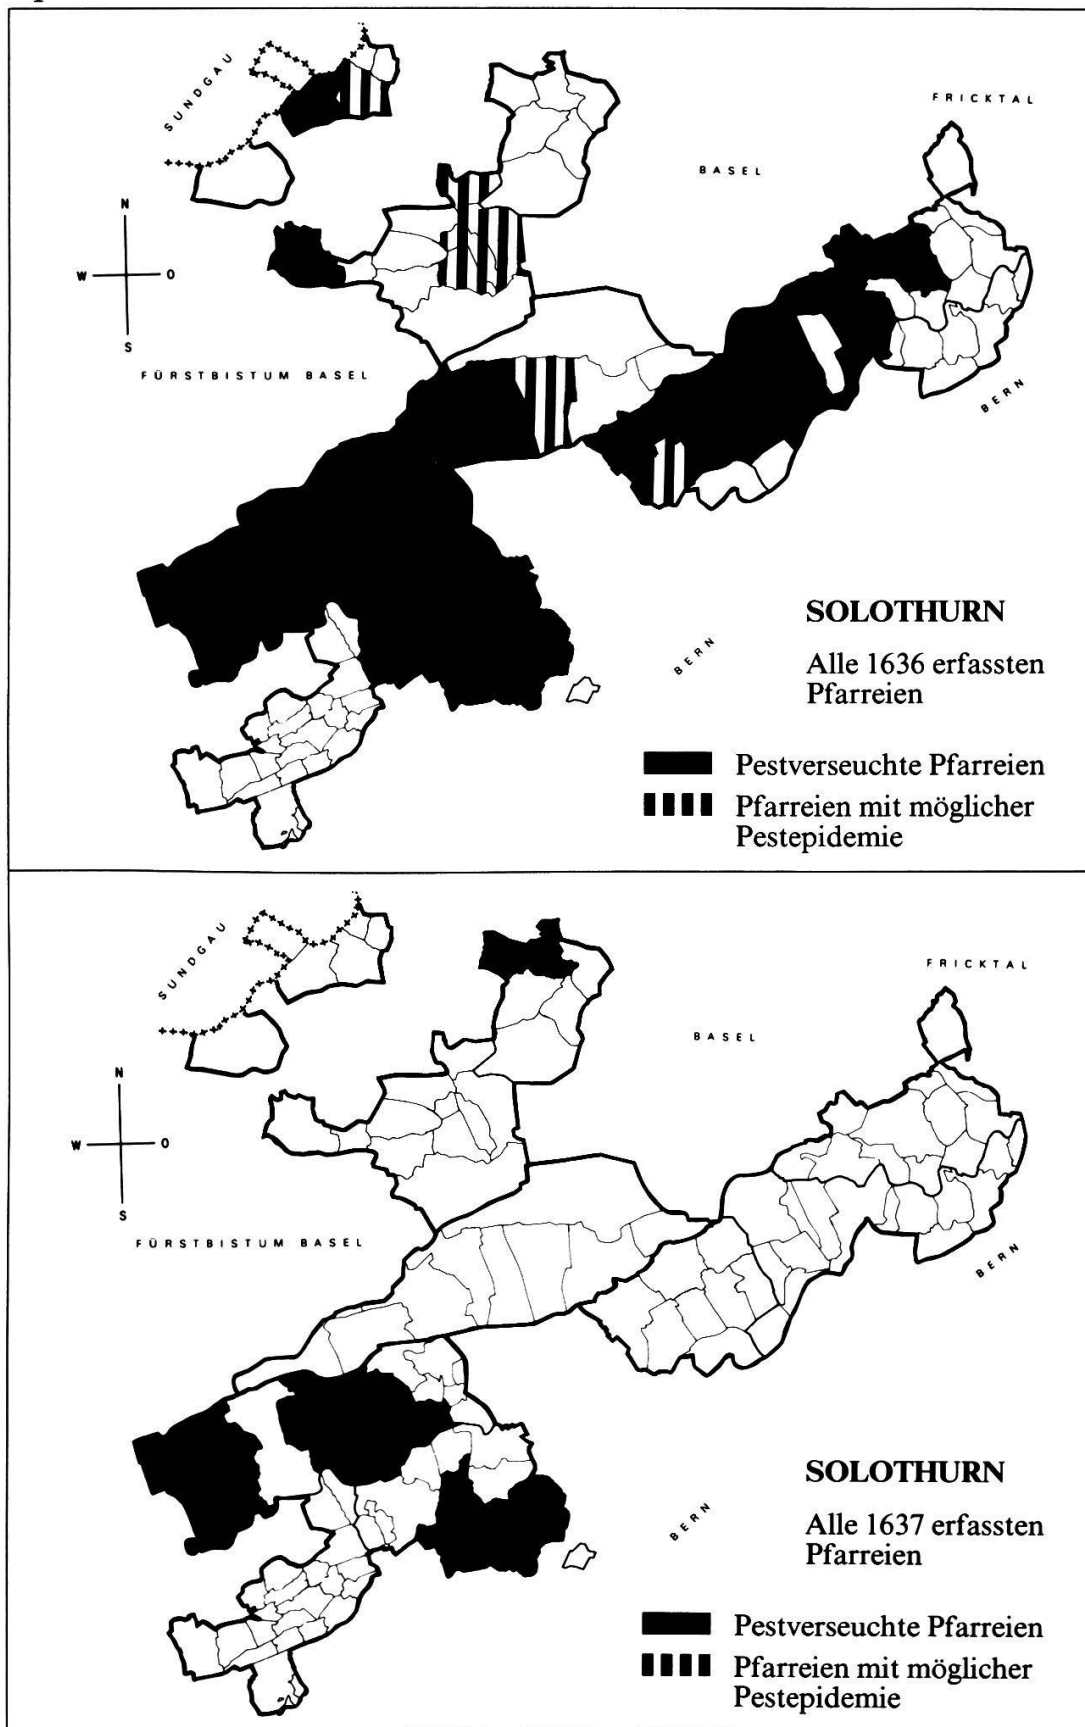 SUNDGAU
FRICKTAL
BASEL
N
W O
S
FÜRSTBISTUM BASEL
BERN
BERN
SOLOTHURN
Alle 1636 erfassten
Pfarreien
Pestverseuchte Pfarreien
Pfarreien mit möglicher
Pestepidemie
SUNDGAU
FRICKTAL
BASEL
N
W O
S
FÜRSTBISTUM BASEL
BERN
BERN
SOLOTHURN
Alle 1637 erfassten
Pfarreien
Pestverseuchte Pfarreien
Pfarreien mit möglicher
Pestepidemie